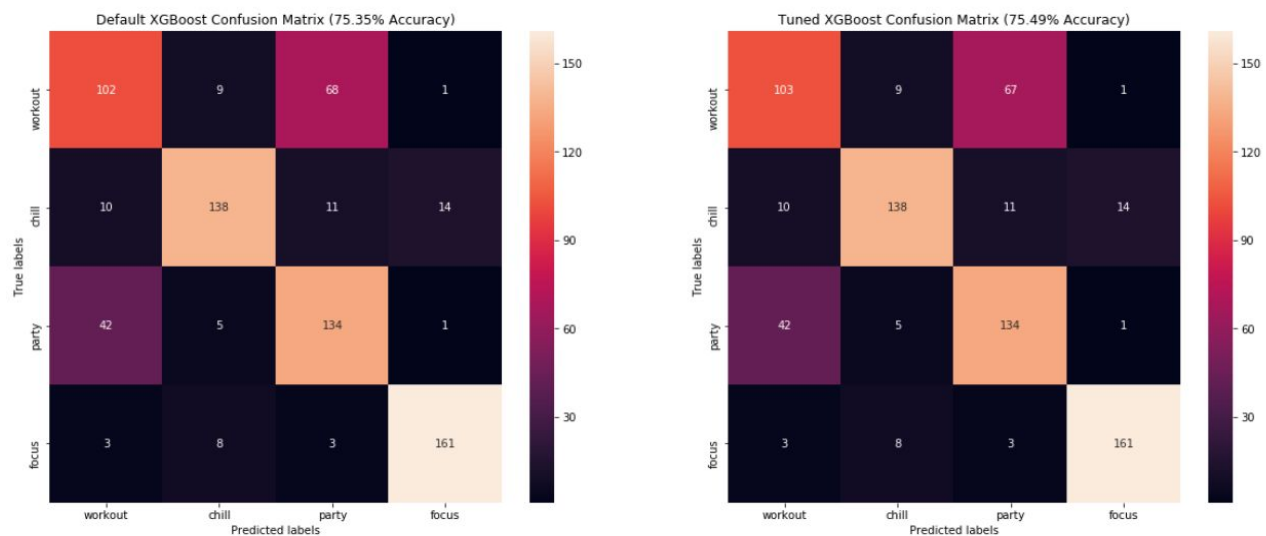 Default XGBoost Confusion Matrix (75.35% Accuracy)
workout 102 9 68 1
chill 10 138 11 14
party 42 5 134 1
focus 3 8 3 161
True labels
workout chill party focus
Predicted labels
150
120
90
60
30
Tuned XGBoost Confusion Matrix (75.49% Accuracy)
workout 103 9 67 1
chill 10 138 11 14
party 42 5 134 1
focus 3 8 3 161
True labels
workout chill party focus
Predicted labels
150
120
90
60
30